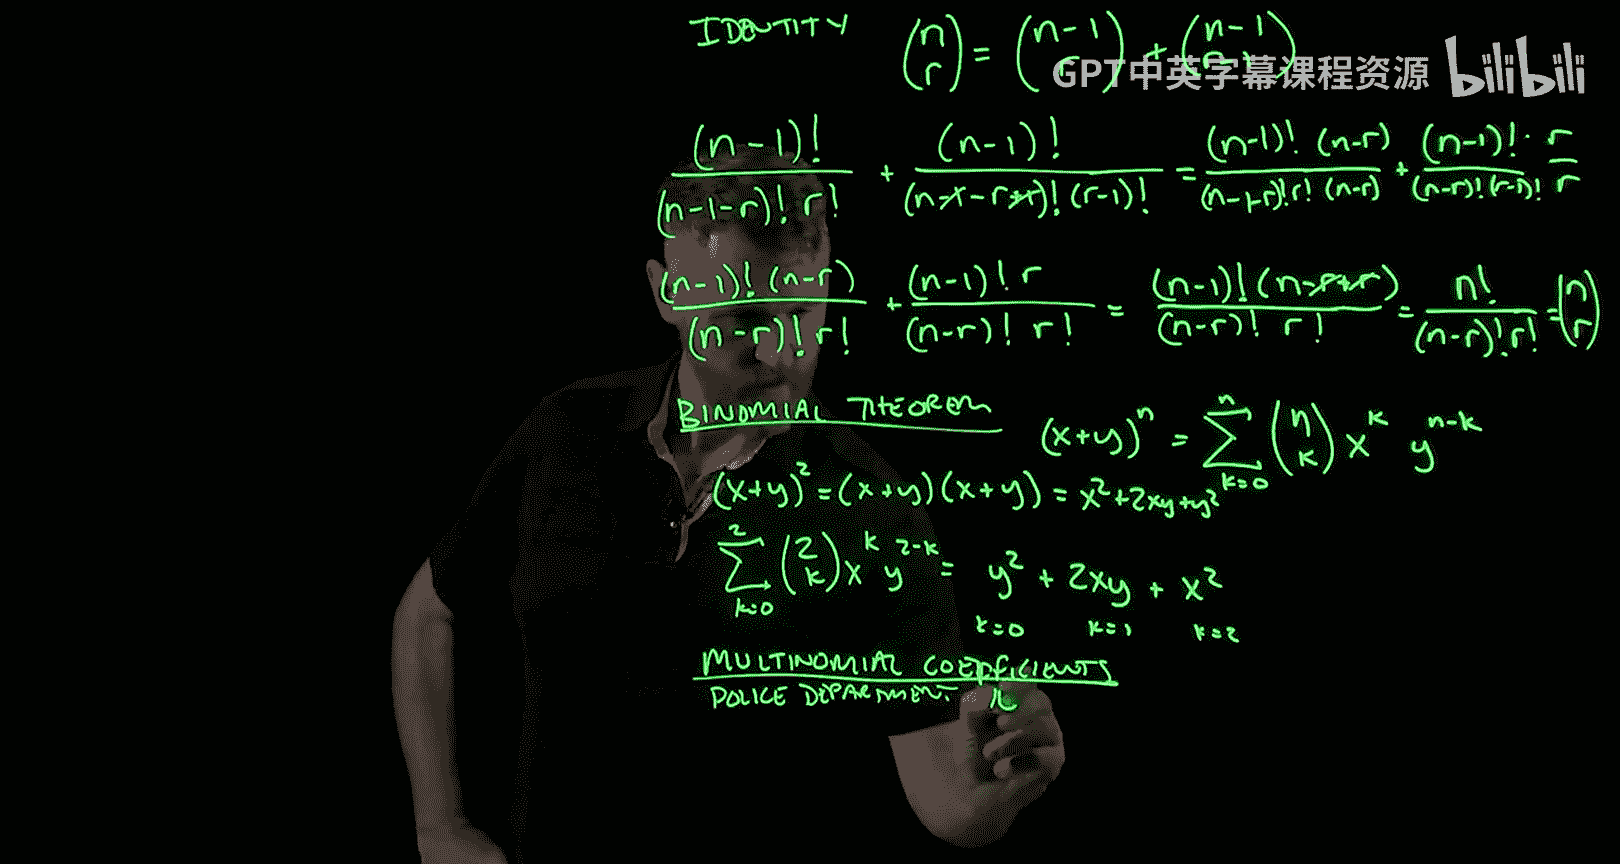 IDENTITY (n r) = (n-1 r) + (n-1 r-1)
GPT中英字幕课程资源 bilibili
(n-1)! / (n-1-r)! r! + (n-1)! / (n-1-r+1)! (r-1)! = (n-1)! (n-r) / (n-1-r)! r! (n-r) + (n-1)! · r / (n-r)! (r-1)! r
(n-1)! (n-r) / (n-r)! r! + (n-1)! r / (n-r)! r! = (n-1)! (n-r+r) / (n-r)! r! = n! / (n-r)! r! = (n r)
BINOMIAL THEOREM (x+y)^n = ∑_{k=0}^{n} (n k) x^k y^{n-k}
(x+y)^2 = (x+y)(x+y) = x^2+2xy+y^2
∑_{k=0}^{2} (2 k) x^k y^{2-k} = y^2 + 2xy + x^2
k=0 k=1 k=2
MULTINOMIAL COEFFICIENTS
POLICE DEPARTMENT